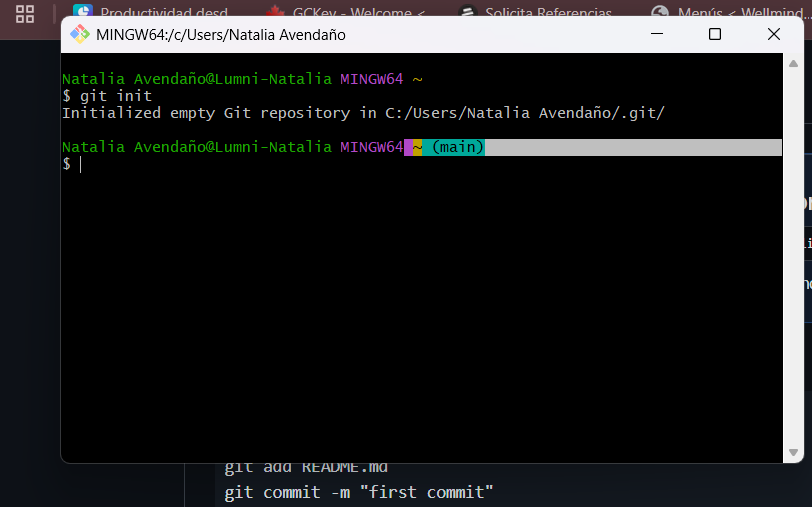 Productividad desd
GCKey - Welcome <
Solicita Referencias
Menús < Wellmind...
MINGW64:/c/Users/Natalia Avendaño
Natalia Avendaño@Lumni-Natalia MINGW64 ~
$ git init
Initialized empty Git repository in C:/Users/Natalia Avendaño/.git/
Natalia Avendaño@Lumni-Natalia MINGW64 ~ (main)
$
git add README.md
git commit -m "first commit"